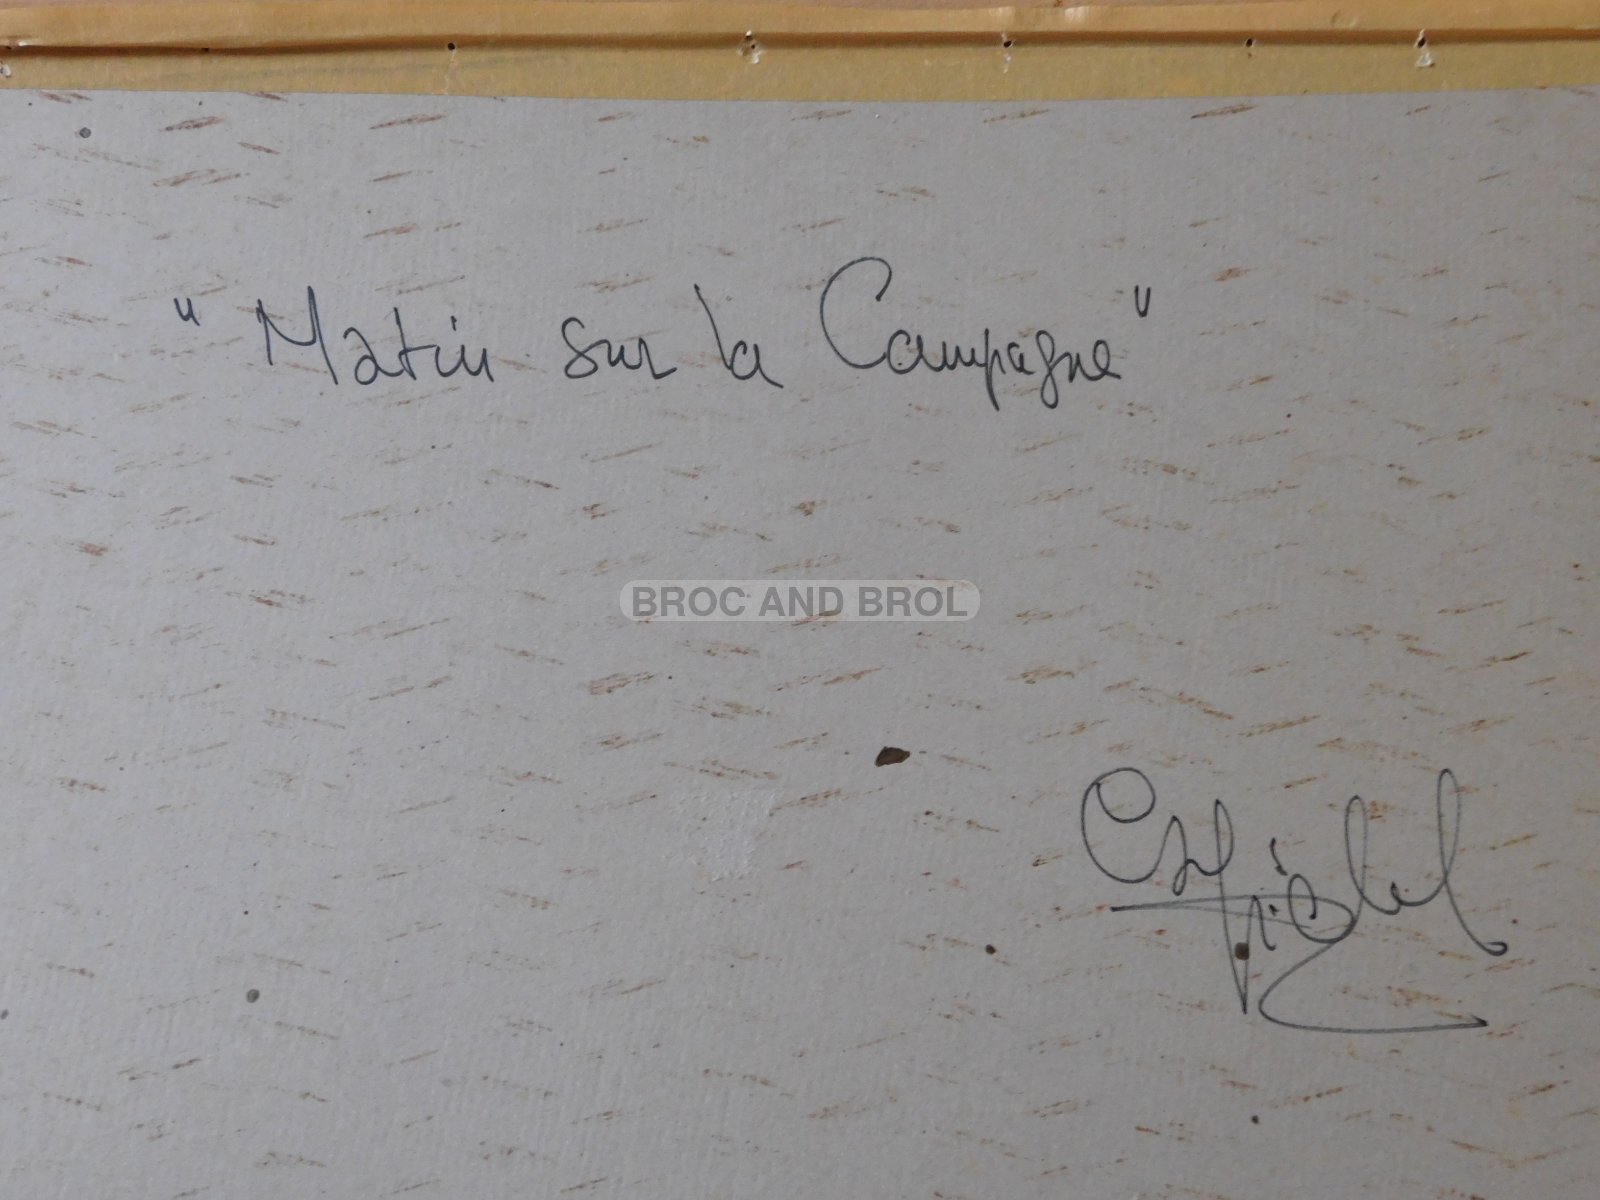 "Matin sur la Campagne"
BROC AND BROL